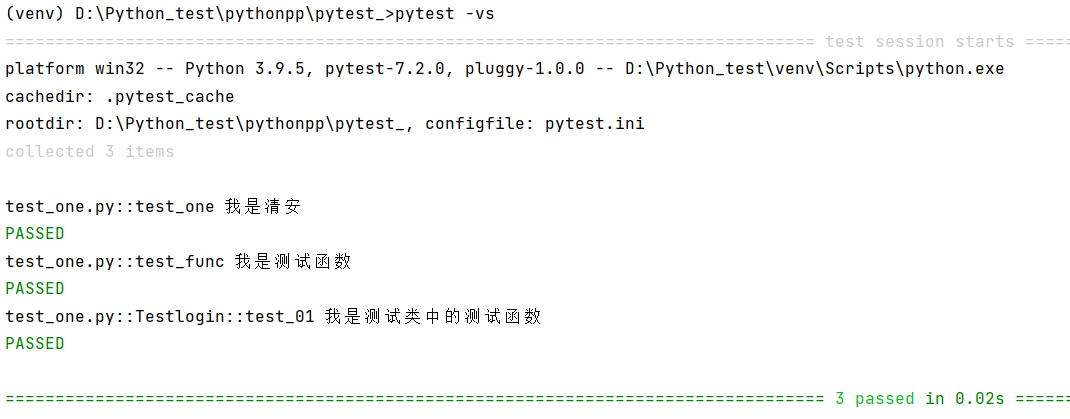 (venv) D:\Python_test\pythonpp\pytest_>pytest -vs
================================================================================= test session starts =====
platform win32 -- Python 3.9.5, pytest-7.2.0, pluggy-1.0.0 -- D:\Python_test\venv\Scripts\python.exe
cachedir: .pytest_cache
rootdir: D:\Python_test\pythonpp\pytest_, configfile: pytest.ini
collected 3 items
test_one.py::test_one 我是清安
PASSED
test_one.py::test_func 我是测试函数
PASSED
test_one.py::Testlogin::test_01 我是测试类中的测试函数
PASSED
================================================================================== 3 passed in 0.02s ======